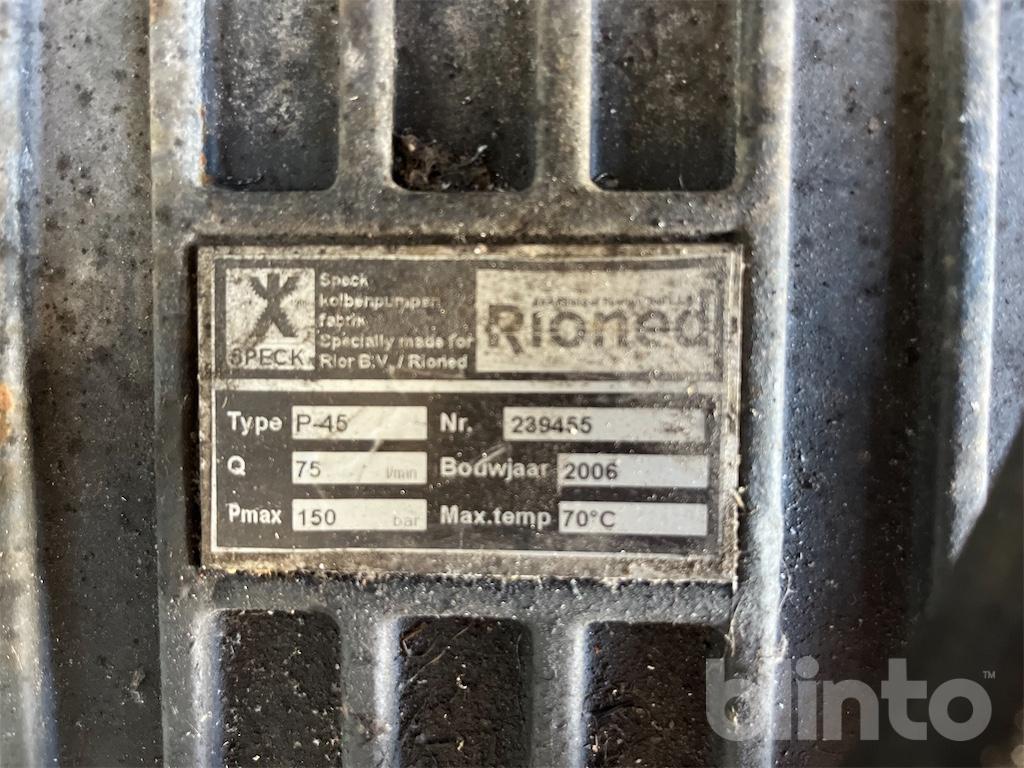 SPECK
Speck
kolbenpumpen
fabrik
Specially made for
Rior B.V. / Rioned
Rioned
Type P-45 Nr. 239455
Q 75 l/min Bouwjaar 2006
Pmax 150 bar Max.temp 70°C
blinto™